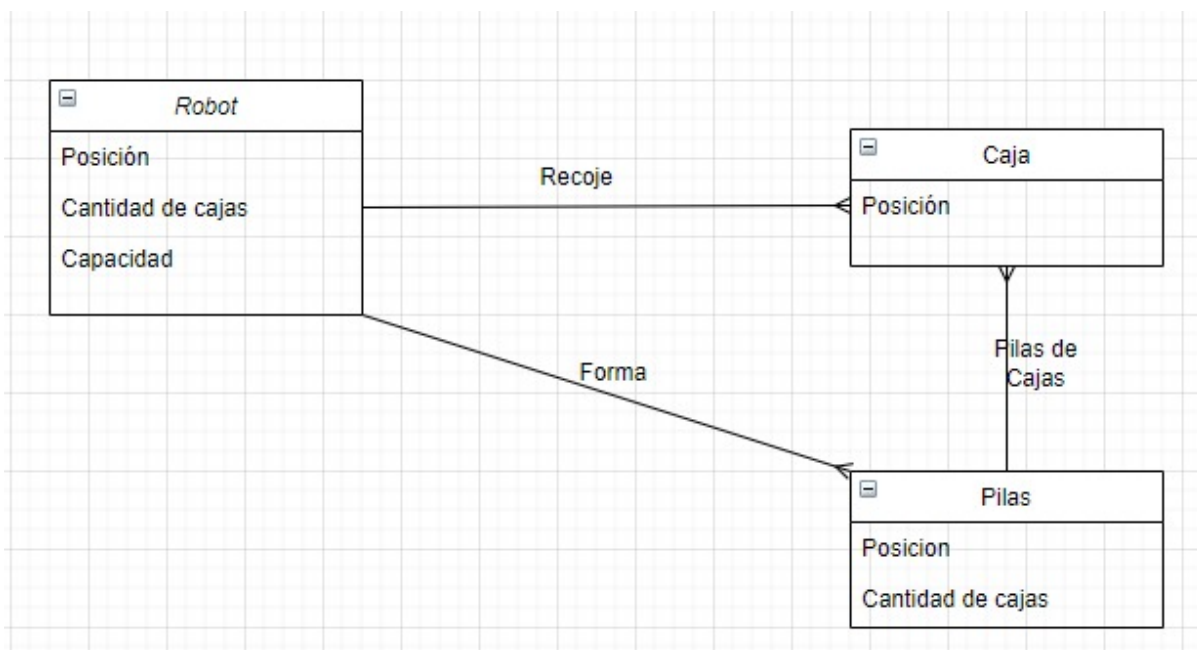 Robot
Posición
Cantidad de cajas
Capacidad
Recoje
Caja
Posición
Forma
Pilas de
Cajas
Pilas
Posicion
Cantidad de cajas